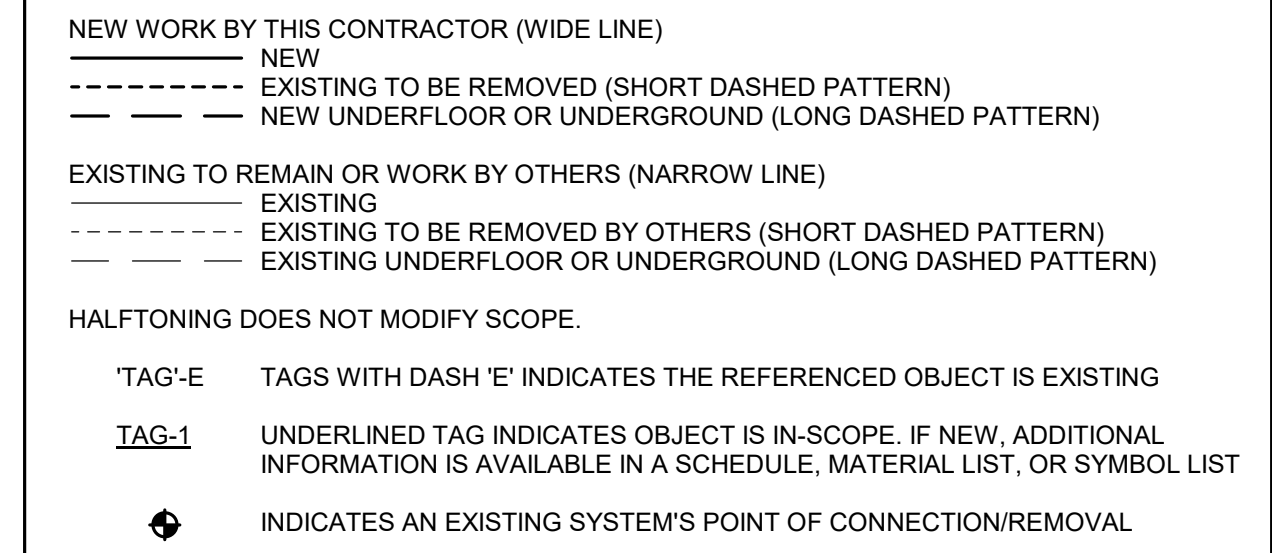 NEW WORK BY THIS CONTRACTOR (WIDE LINE)
NEW
EXISTING TO BE REMOVED (SHORT DASHED PATTERN)
NEW UNDERFLOOR OR UNDERGROUND (LONG DASHED PATTERN)
EXISTING TO REMAIN OR WORK BY OTHERS (NARROW LINE)
EXISTING
EXISTING TO BE REMOVED BY OTHERS (SHORT DASHED PATTERN)
EXISTING UNDERFLOOR OR UNDERGROUND (LONG DASHED PATTERN)
HALFTONING DOES NOT MODIFY SCOPE.
'TAG'-E TAGS WITH DASH 'E' INDICATES THE REFERENCED OBJECT IS EXISTING
TAG-1 UNDERLINED TAG INDICATES OBJECT IS IN-SCOPE. IF NEW, ADDITIONAL
INFORMATION IS AVAILABLE IN A SCHEDULE, MATERIAL LIST, OR SYMBOL LIST
INDICATES AN EXISTING SYSTEM'S POINT OF CONNECTION/REMOVAL